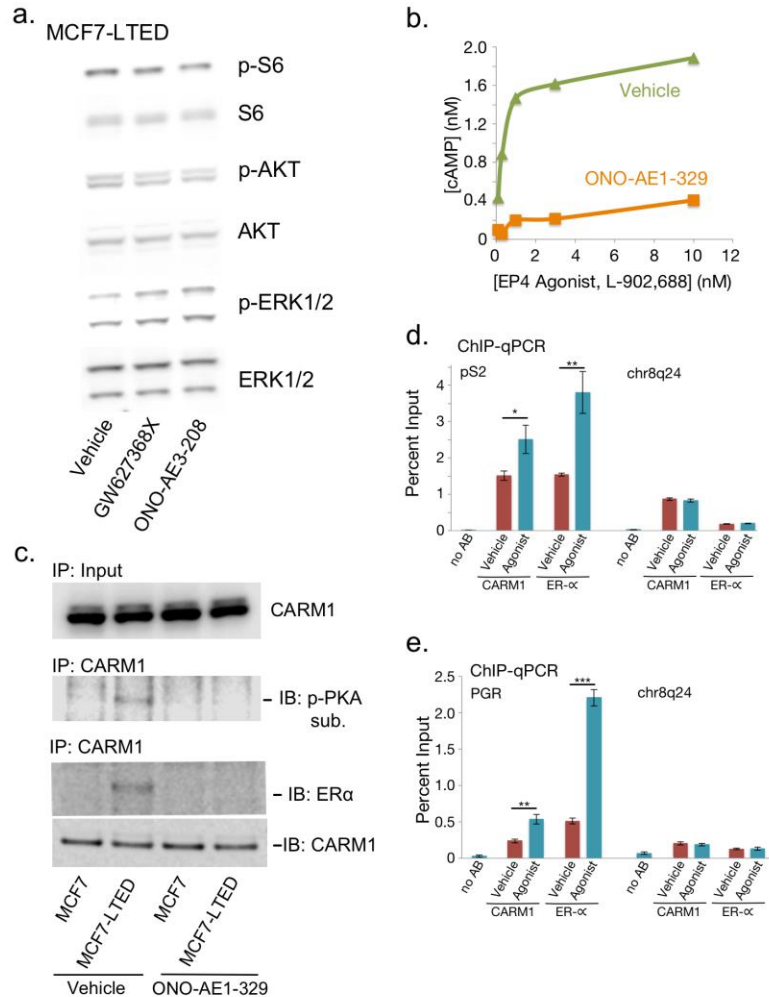 a.
MCF7-LTED
p-S6
S6
p-AKT
AKT
p-ERK1/2
ERK1/2
Vehicle
GW627368X
ONO-AE3-208
b.
[cAMP] (nM)
2.0
1.6
1.2
0.8
0.4
0
Vehicle
ONO-AE1-329
0 2 4 6 8 10 12
[EP4 Agonist, L-902,688] (nM)
c.
IP: Input
CARM1
IP: CARM1
– IB: p-PKA
sub.
IP: CARM1
– IB: ERα
–IB: CARM1
MCF7
MCF7-LTED
MCF7
MCF7-LTED
Vehicle
ONO-AE1-329
d.
ChIP-qPCR
pS2
chr8q24
Percent Input
4
3
2
1
0
*
**
no AB
Vehicle
Agonist
Vehicle
Agonist
no AB
Vehicle
Agonist
Vehicle
Agonist
CARM1
ER-∝
CARM1
ER-∝
e.
ChIP-qPCR
PGR
chr8q24
Percent Input
2.5
2.0
1.5
1.0
0.5
0.0
**
***
no AB
Vehicle
Agonist
Vehicle
Agonist
no AB
Vehicle
Agonist
Vehicle
Agonist
CARM1
ER-∝
CARM1
ER-∝